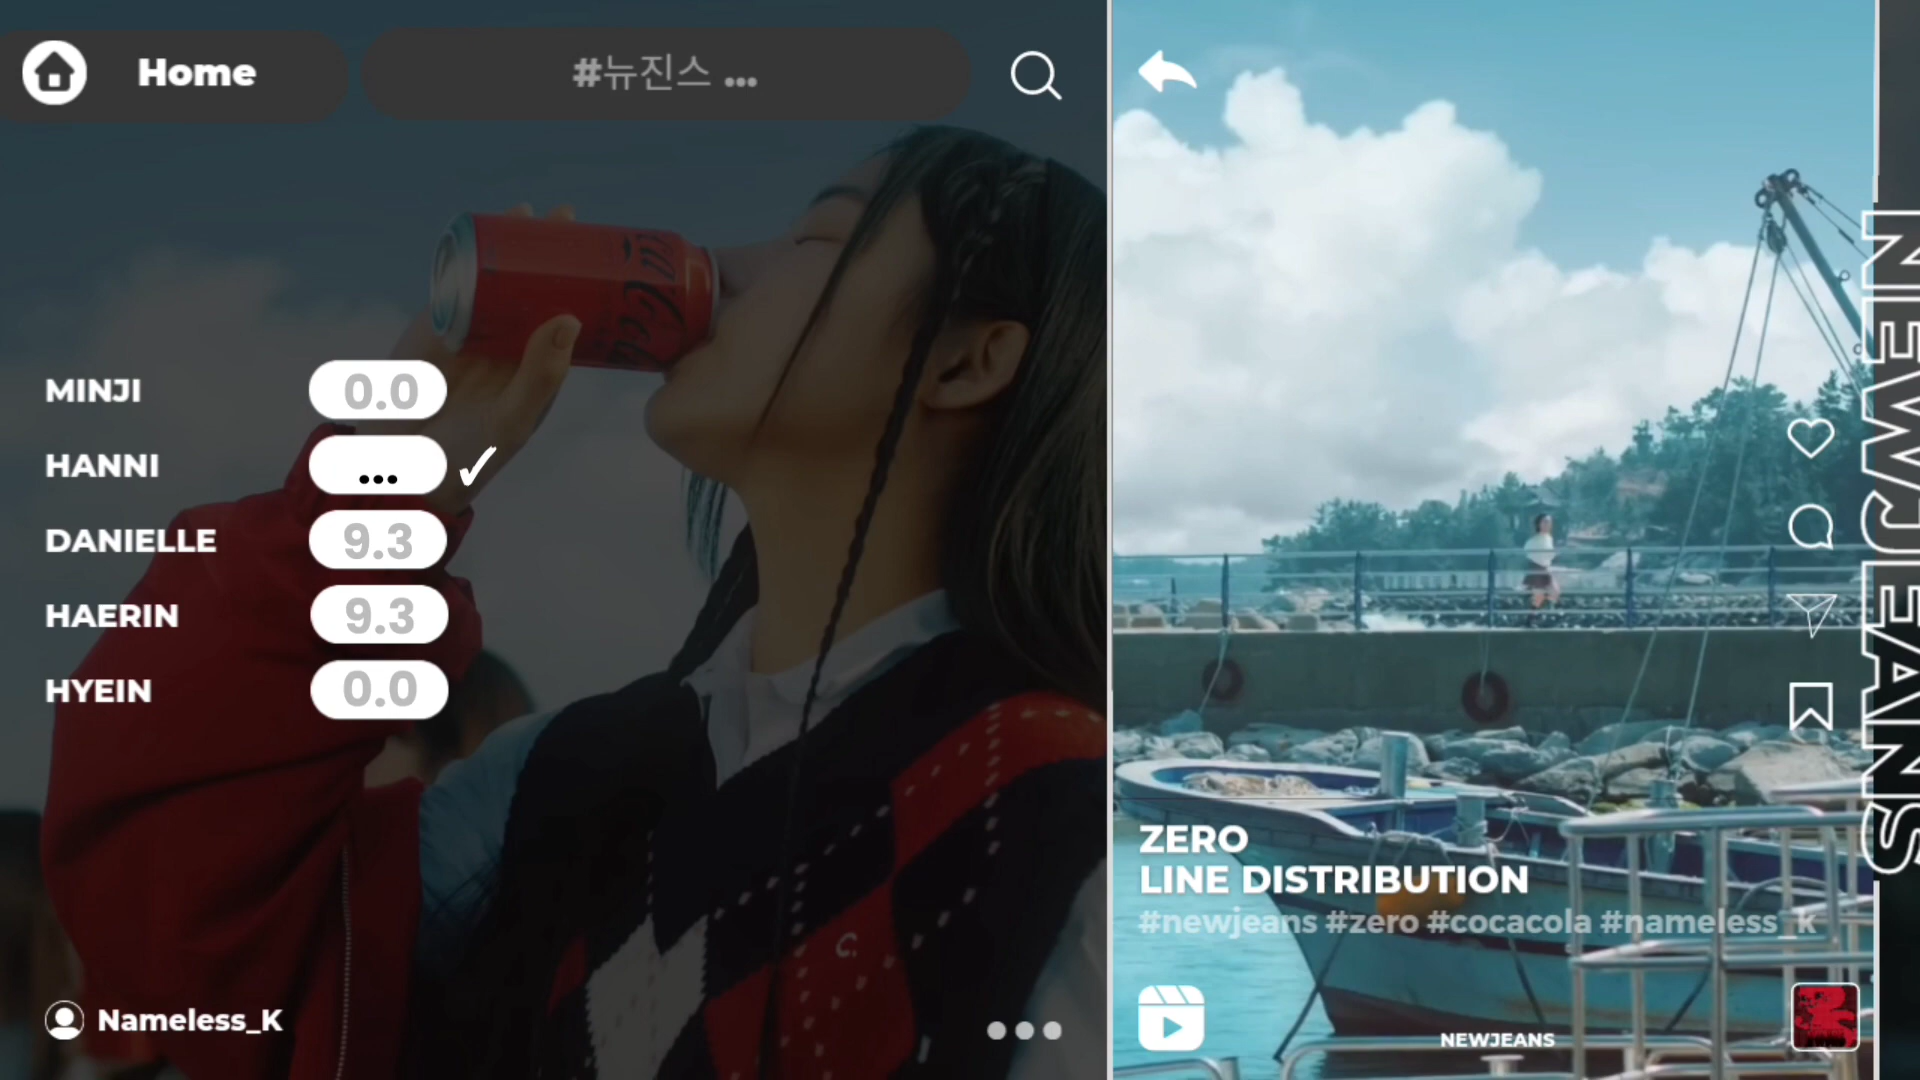 Home
#뉴진스 ...
MINJI 0.0
HANNI ... ✓
DANIELLE 9.3
HAERIN 9.3
HYEIN 0.0
Nameless_K
ZERO
LINE DISTRIBUTION
#newjeans #zero #cocacola #nameless_k
NEWJEANS
NEWJEANS